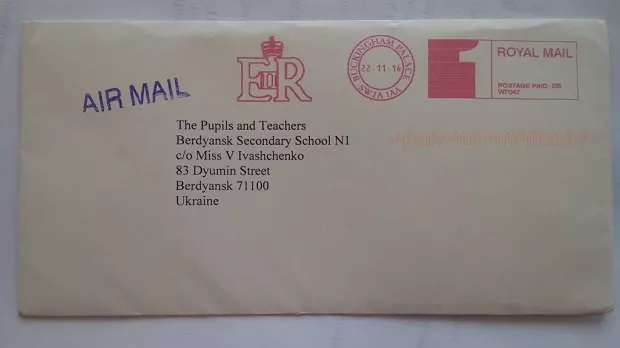 AIR MAIL
EIIR
BUCKINGHAM PALACE
22.11.16
SW1A 1AA
1
ROYAL MAIL
POSTAGE PAID GB
W7047
The Pupils and Teachers
Berdyansk Secondary School N1
c/o Miss V Ivashchenko
83 Dyumin Street
Berdyansk 71100
Ukraine